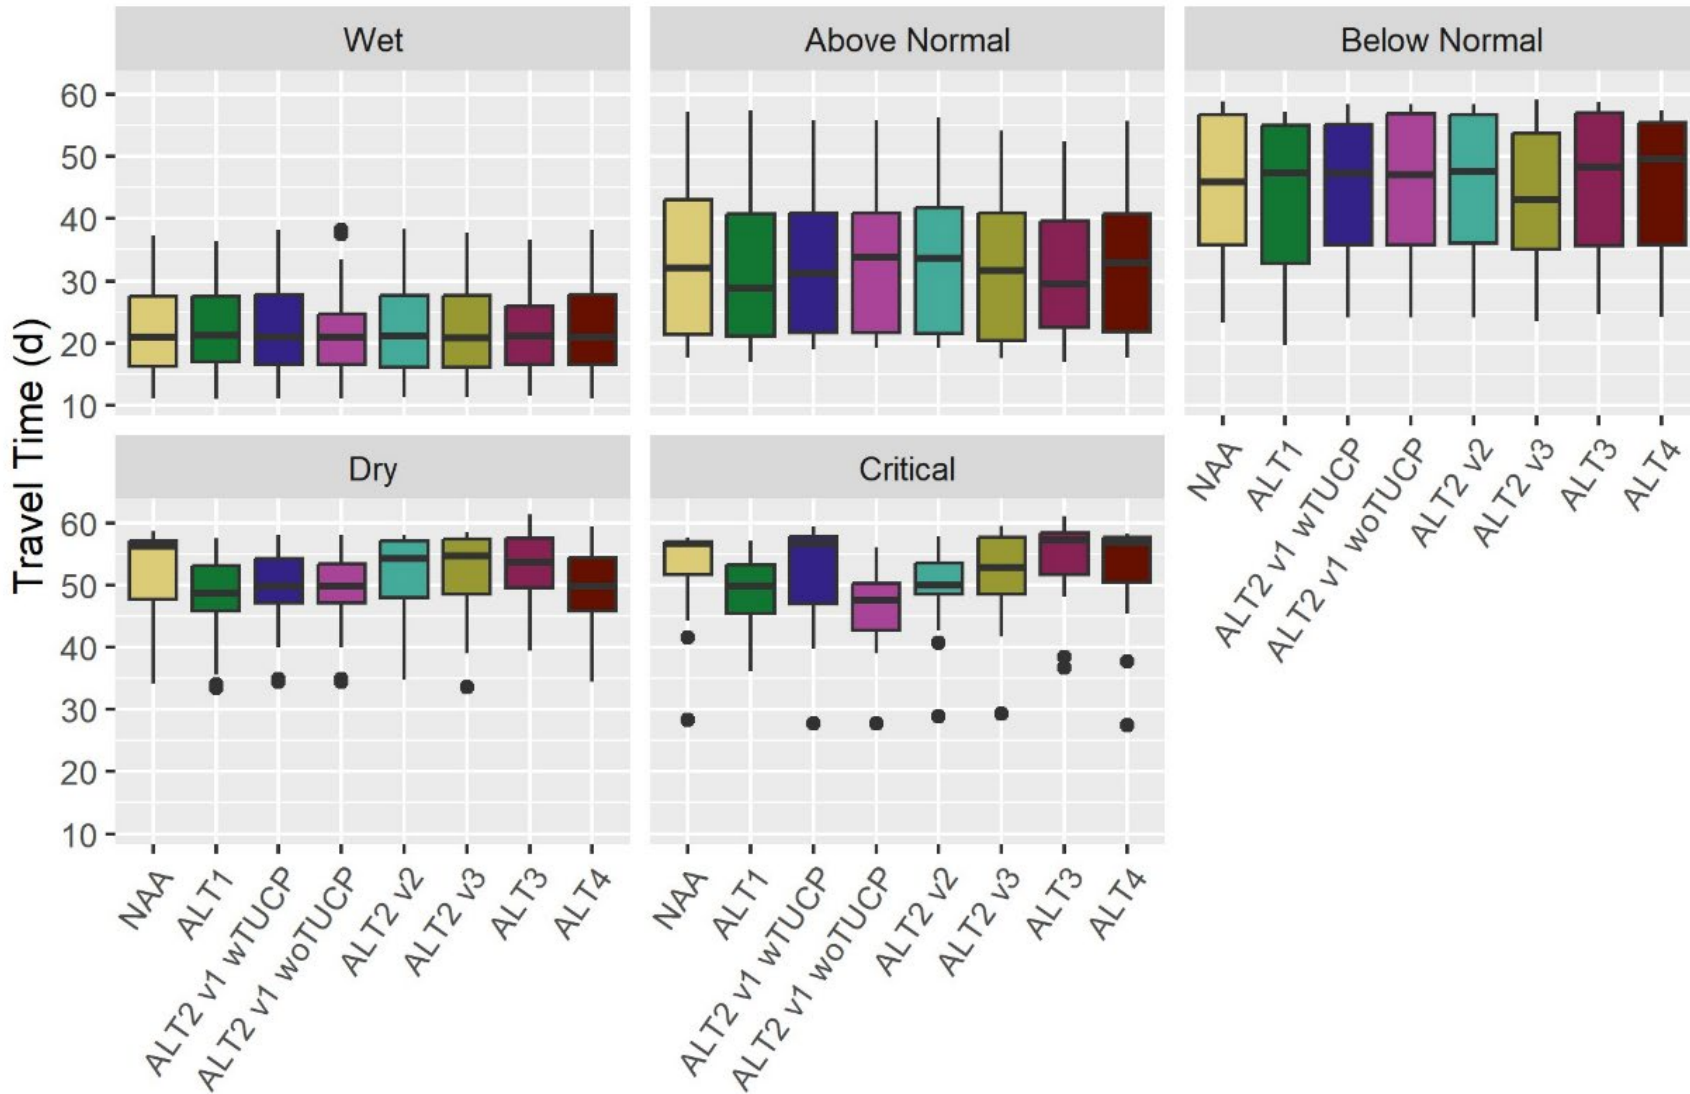 Wet
Above Normal
Below Normal
Travel Time (d)
60
50
40
30
20
10
NAA
ALT1
ALT2 v1 wTUCP
ALT2 v1 woTUCP
ALT2 v2
ALT2 v3
ALT3
ALT4
Dry
Critical
60
50
40
30
20
10
NAA
ALT1
ALT2 v1 wTUCP
ALT2 v1 woTUCP
ALT2 v2
ALT2 v3
ALT3
ALT4
NAA
ALT1
ALT2 v1 wTUCP
ALT2 v1 woTUCP
ALT2 v2
ALT2 v3
ALT3
ALT4